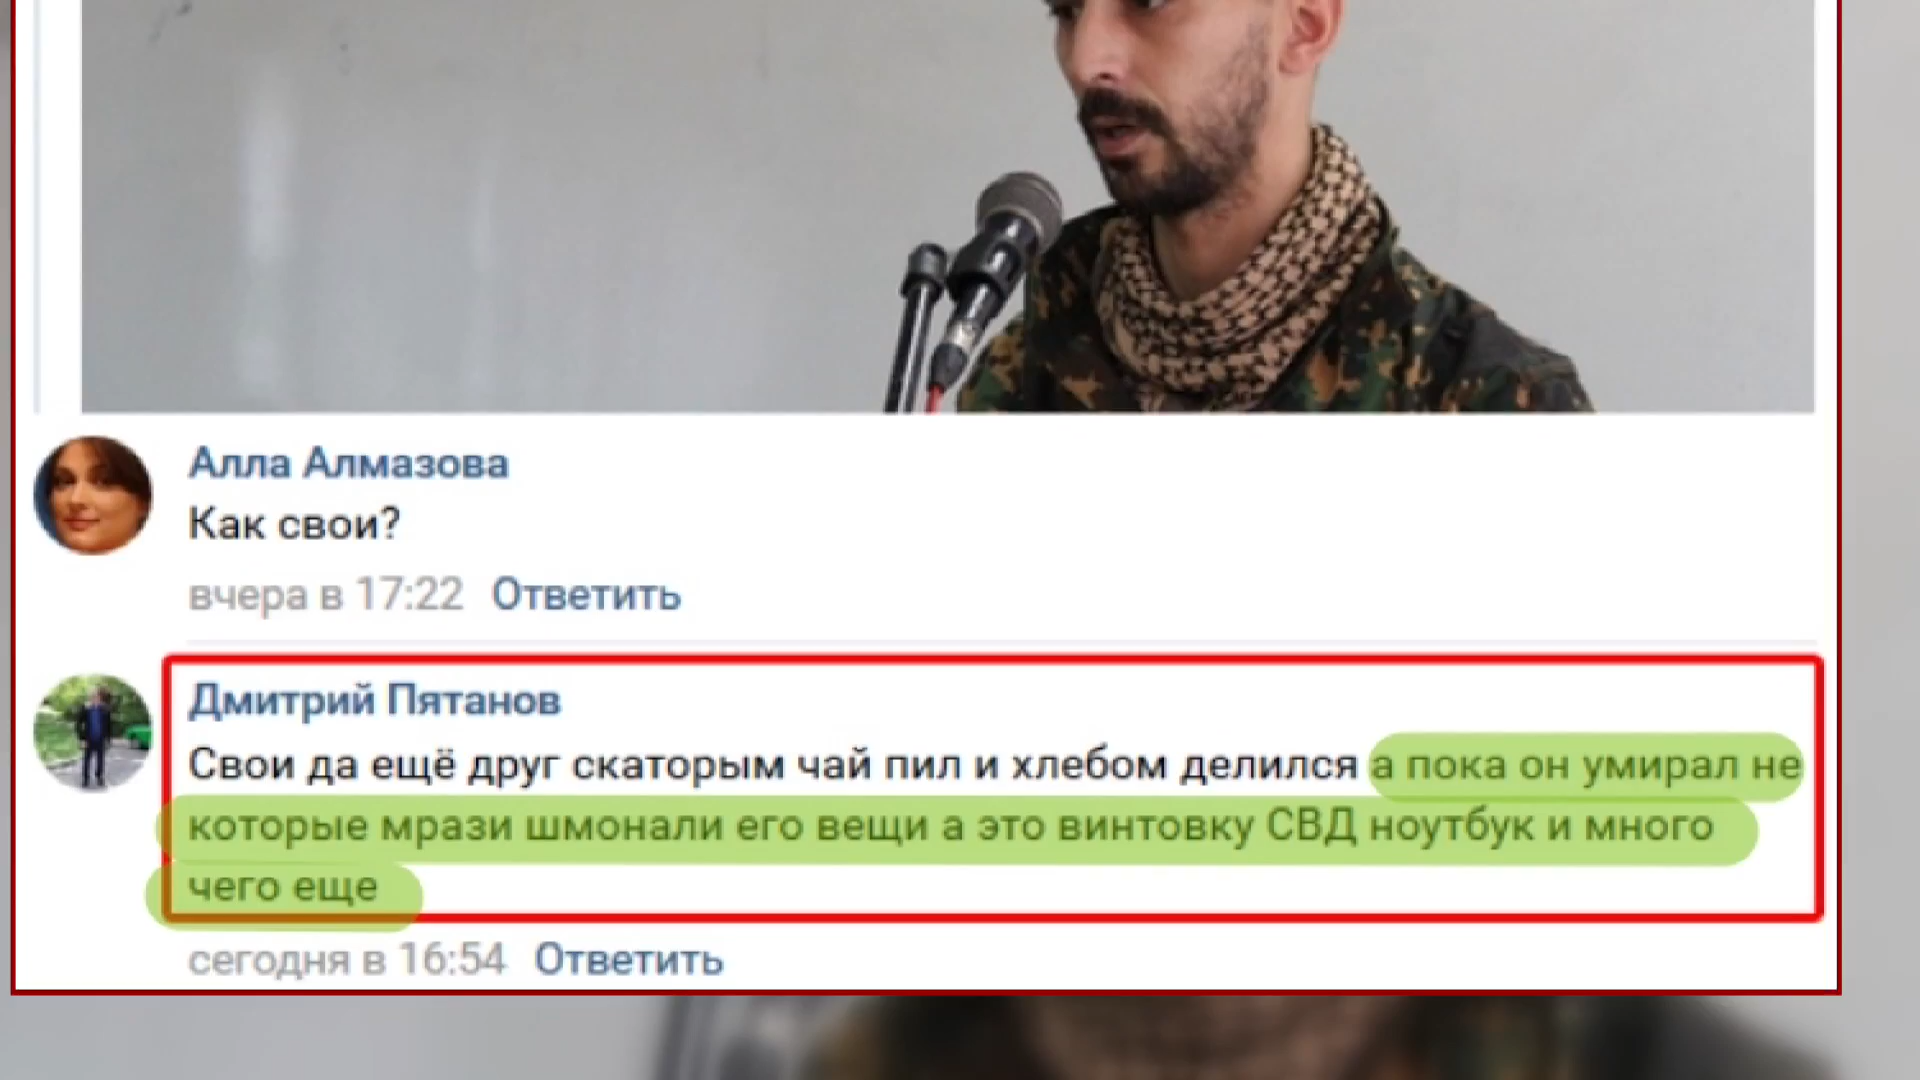 Алла Алмазова
Как свои?
вчера в 17:22 Ответить
Дмитрий Пятанов
Свои да ещё друг скаторым чай пил и хлебом делился а пока он умирал не
которые мрази шмонали его вещи а это винтовку СВД ноутбук и много
чего еще
сегодня в 16:54 Ответить